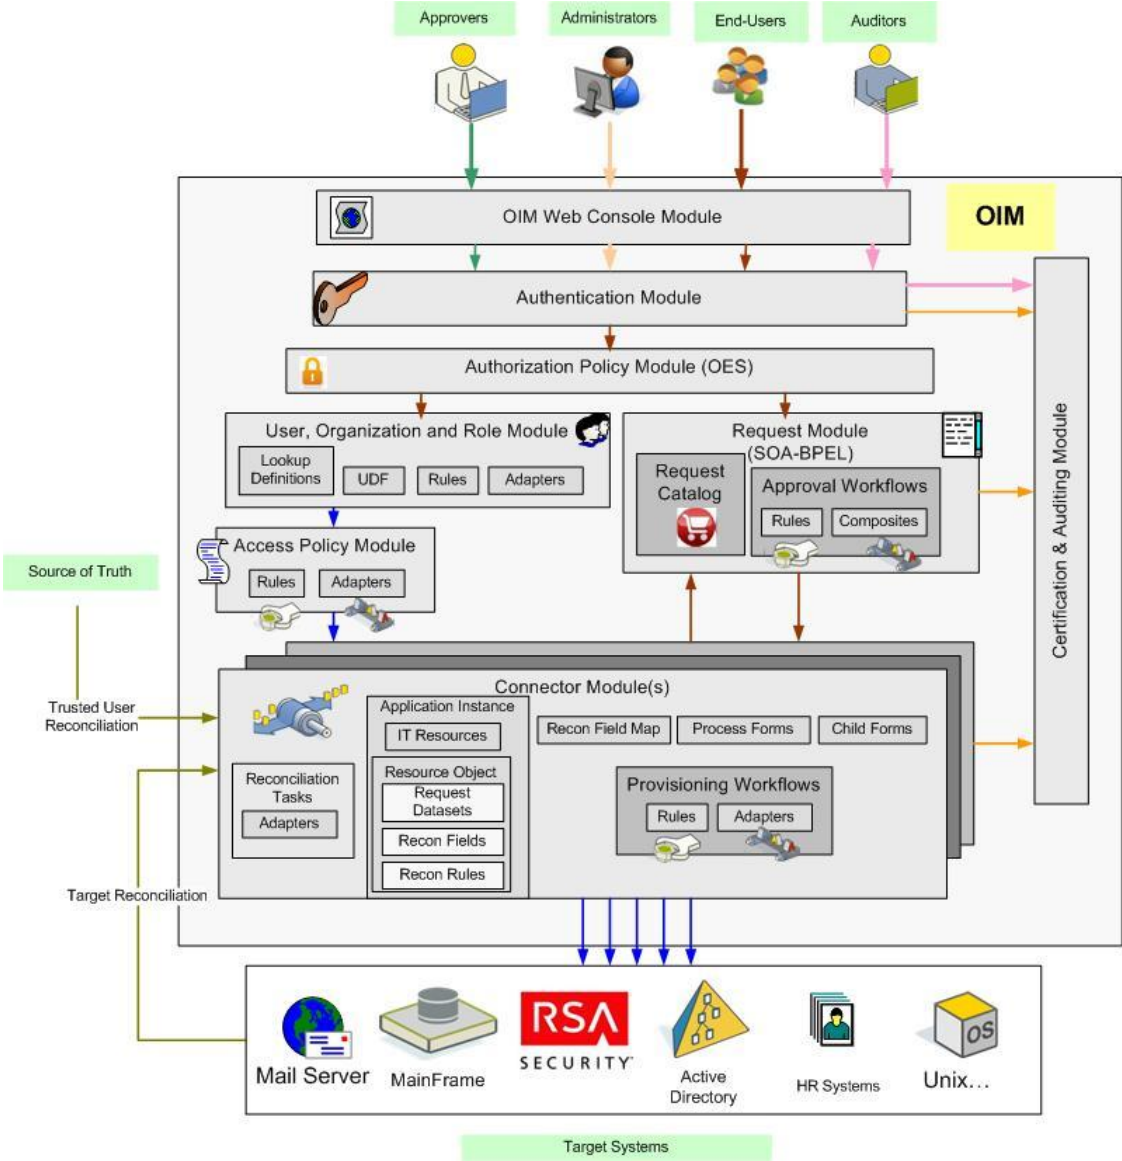 Approvers
Administrators
End-Users
Auditors
OIM Web Console Module
OIM
Authentication Module
Authorization Policy Module (OES)
User, Organization and Role Module
Lookup
Definitions
UDF
Rules
Adapters
Request Module
(SOA-BPEL)
Request
Catalog
Approval Workflows
Rules
Composites
Certification & Auditing Module
Access Policy Module
Rules
Adapters
Source of Truth
Trusted User
Reconciliation
Connector Module(s)
Application Instance
IT Resources
Resource Object
Request
Datasets
Recon Fields
Recon Rules
Recon Field Map
Process Forms
Child Forms
Reconciliation
Tasks
Adapters
Provisioning Workflows
Rules
Adapters
Target Reconciliation
Mail Server
MainFrame
RSA
SECURITY
Active
Directory
HR Systems
OS
Unix...
Target Systems